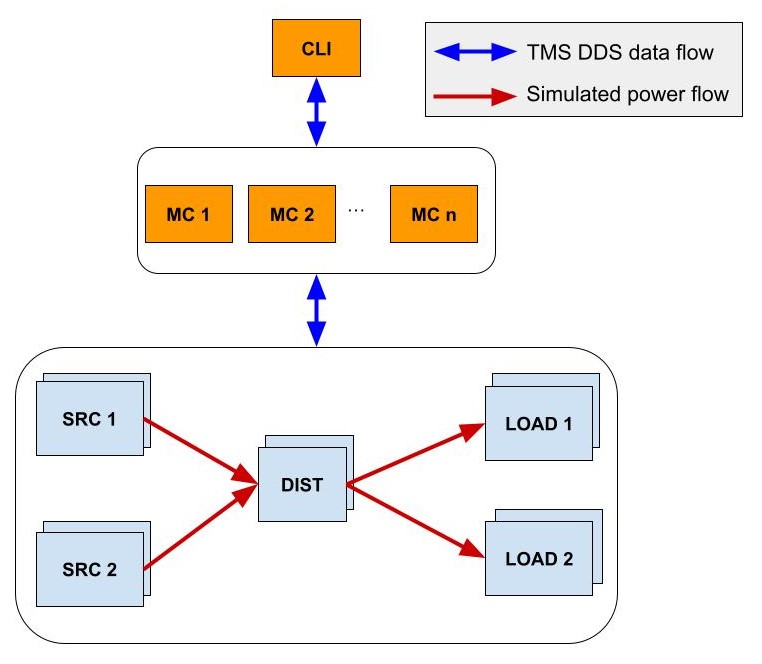 CLI
TMS DDS data flow
Simulated power flow
MC 1
MC 2
...
MC n
SRC 1
LOAD 1
DIST
SRC 2
LOAD 2